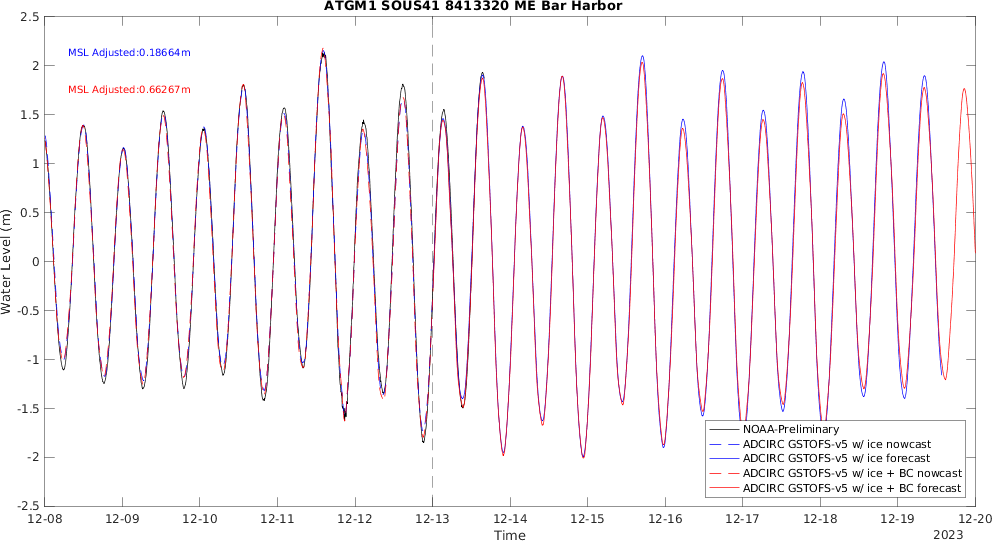 ATGM1 SOUS41 8413320 ME Bar Harbor
2.5
2
1.5
1
0.5
0
-0.5
-1
-1.5
-2
-2.5
Water Level (m)
MSL Adjusted:0.18664m
MSL Adjusted:0.66267m
NOAA-Preliminary
ADCIRC GSTOFS-v5 w/ ice nowcast
ADCIRC GSTOFS-v5 w/ ice forecast
ADCIRC GSTOFS-v5 w/ ice + BC nowcast
ADCIRC GSTOFS-v5 w/ ice + BC forecast
12-08 12-09 12-10 12-11 12-12 12-13 12-14 12-15 12-16 12-17 12-18 12-19 12-20
Time
2023